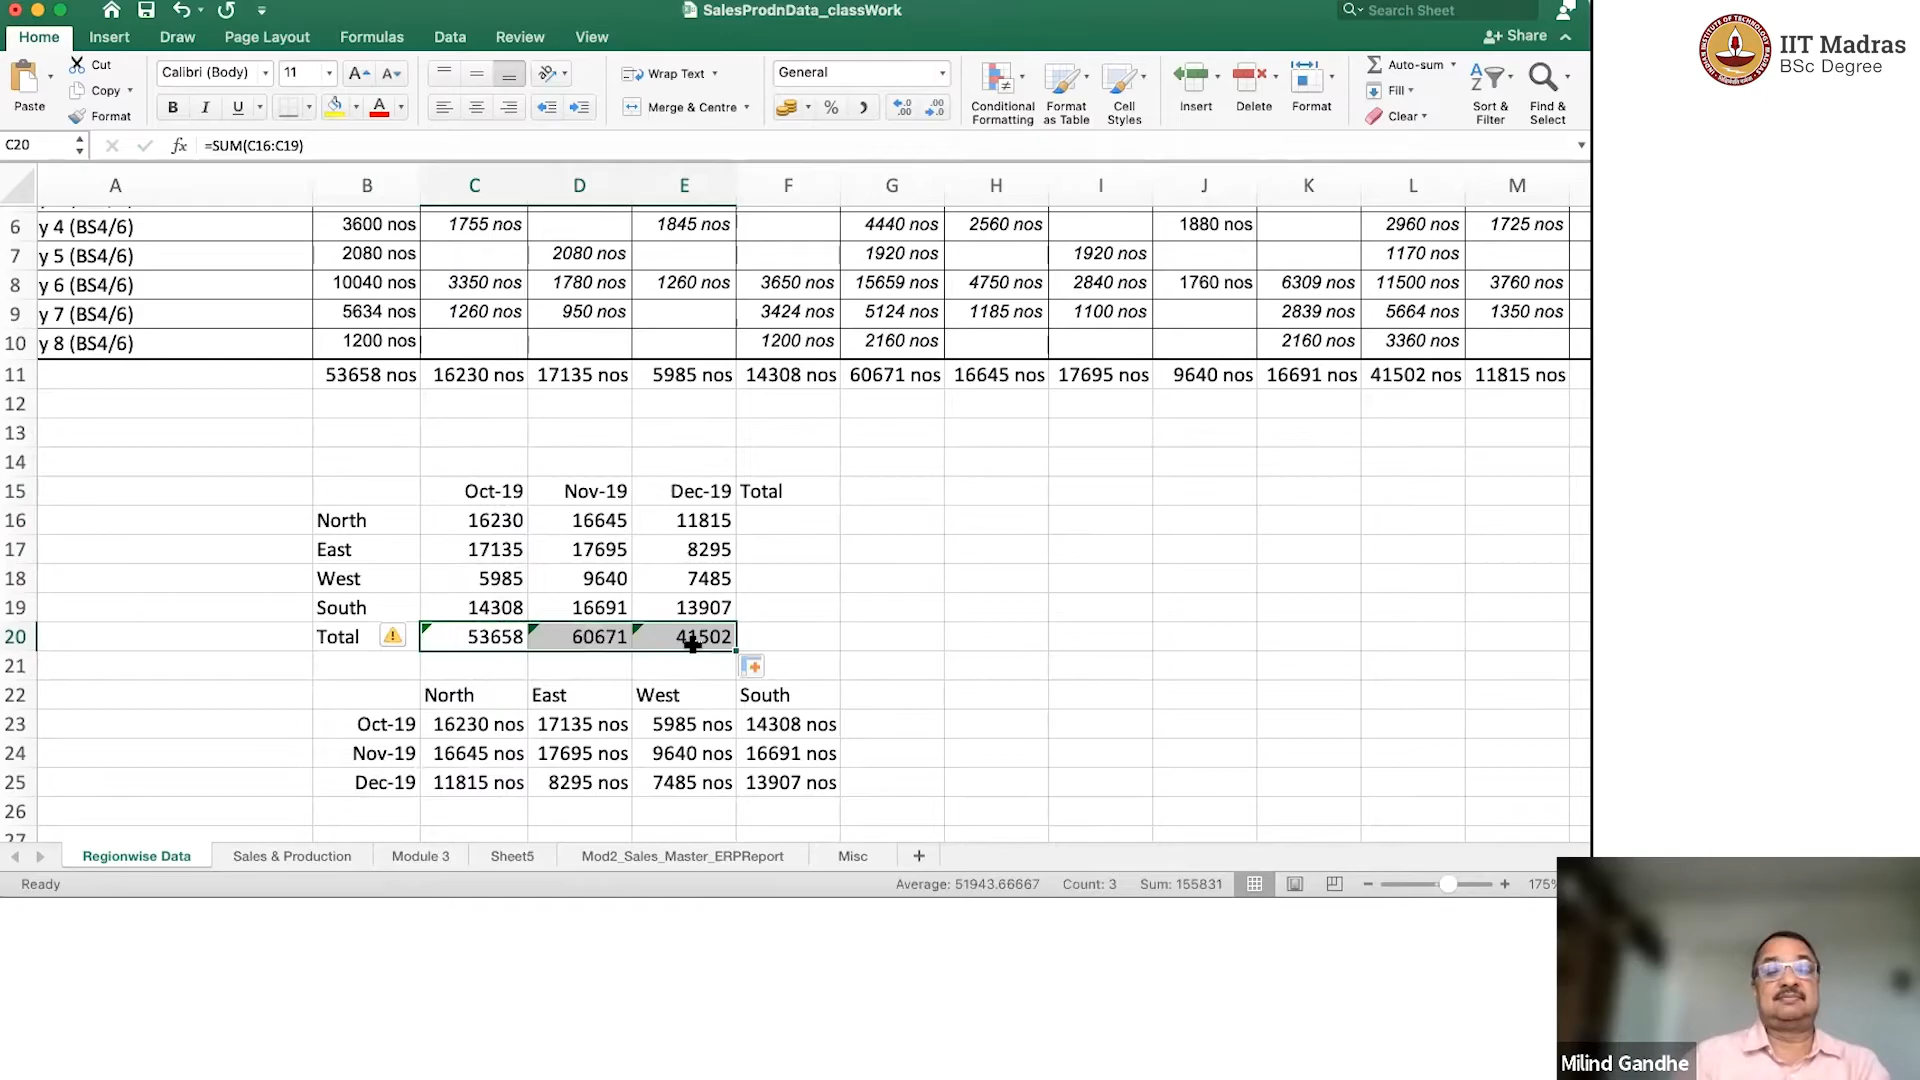 SalesProdnData_classWork
Search Sheet
Home Insert Draw Page Layout Formulas Data Review View
Share
IIT Madras
BSc Degree
Paste
Cut
Copy
Format
Calibri (Body) 11 A A
B I U A
Wrap Text
Merge & Centre
General
%
Conditional Formatting
Format as Table
Cell Styles
Insert
Delete
Format
Auto-sum
Fill
Clear
Sort & Filter
Find & Select
C20 fx =SUM(C16:C19)
A B C D E F G H I J K L M
6 y 4 (BS4/6) 3600 nos 1755 nos 1845 nos 4440 nos 2560 nos 1880 nos 2960 nos 1725 nos
7 y 5 (BS4/6) 2080 nos 2080 nos 1920 nos 1920 nos 1170 nos
8 y 6 (BS4/6) 10040 nos 3350 nos 1780 nos 1260 nos 3650 nos 15659 nos 4750 nos 2840 nos 1760 nos 6309 nos 11500 nos 3760 nos
9 y 7 (BS4/6) 5634 nos 1260 nos 950 nos 3424 nos 5124 nos 1185 nos 1100 nos 2839 nos 5664 nos 1350 nos
10 y 8 (BS4/6) 1200 nos 1200 nos 2160 nos 2160 nos 3360 nos
11 53658 nos 16230 nos 17135 nos 5985 nos 14308 nos 60671 nos 16645 nos 17695 nos 9640 nos 16691 nos 41502 nos 11815 nos
12
13
14
15 Oct-19 Nov-19 Dec-19 Total
16 North 16230 16645 11815
17 East 17135 17695 8295
18 West 5985 9640 7485
19 South 14308 16691 13907
20 Total 53658 60671 41502
21
22 North East West South
23 Oct-19 16230 nos 17135 nos 5985 nos 14308 nos
24 Nov-19 16645 nos 17695 nos 9640 nos 16691 nos
25 Dec-19 11815 nos 8295 nos 7485 nos 13907 nos
26
27
Regionwise Data Sales & Production Module 3 Sheet5 Mod2_Sales_Master_ERPReport Misc
Ready Average: 51943.66667 Count: 3 Sum: 155831 175%
Milind Gandhe